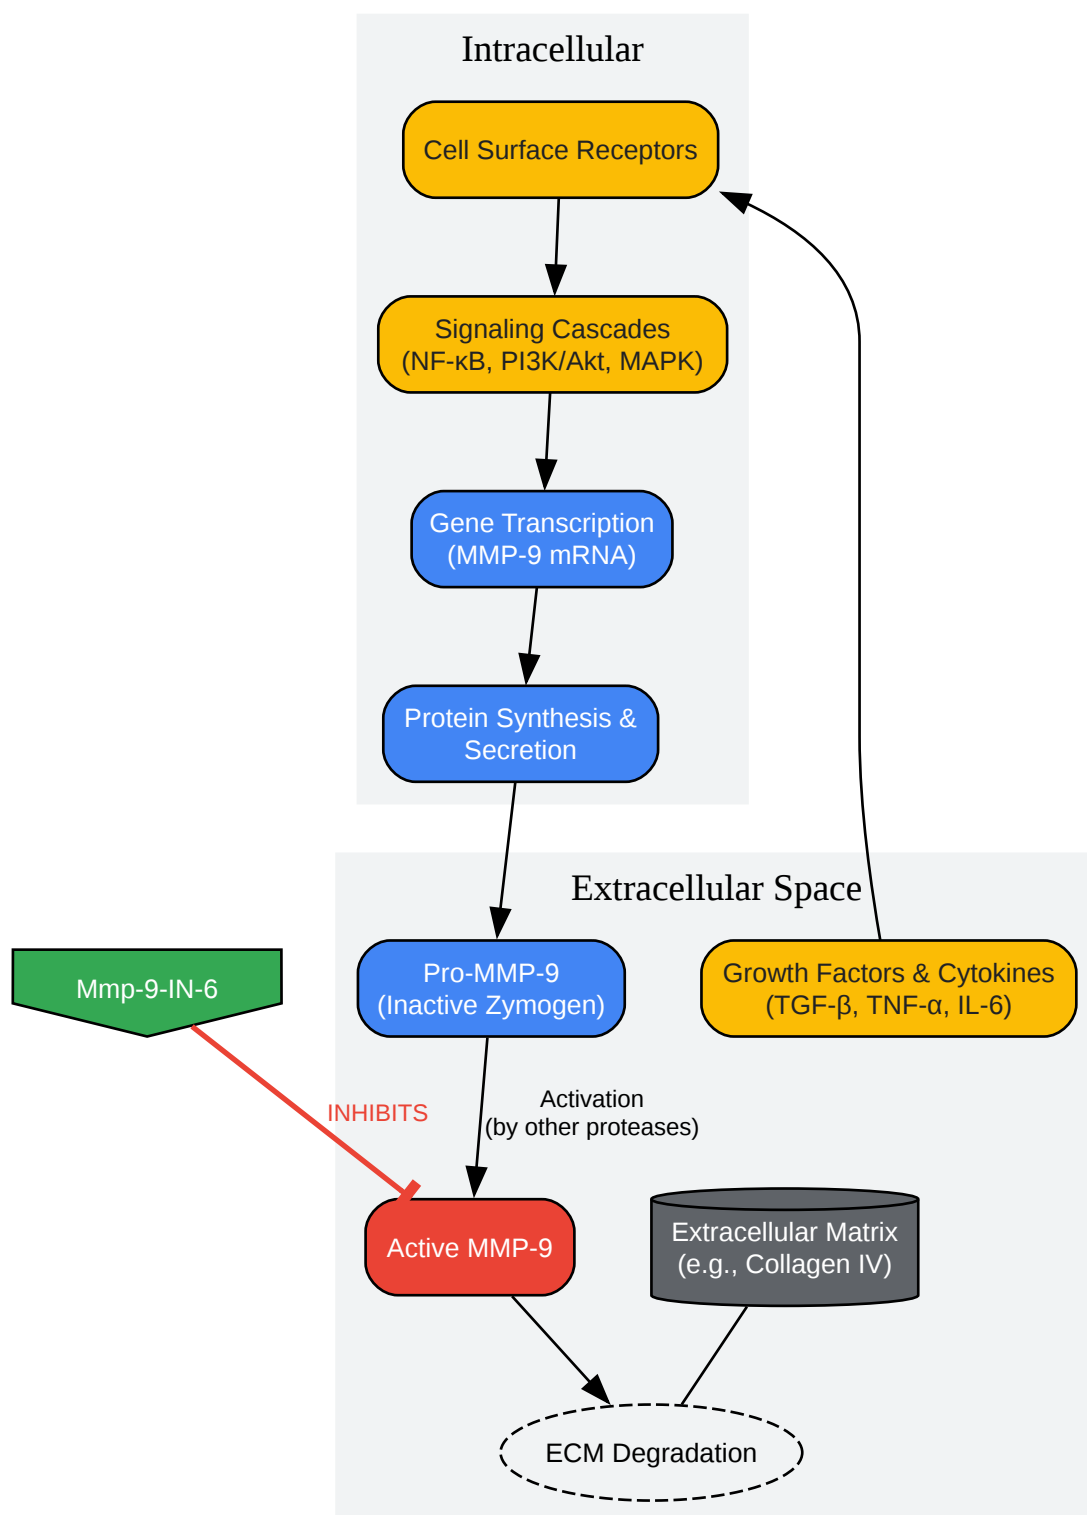 Intracellular
Cell Surface Receptors
Signaling Cascades
(NF-κB, PI3K/Akt, MAPK)
Gene Transcription
(MMP-9 mRNA)
Protein Synthesis &
Secretion
Extracellular Space
Mmp-9-IN-6
Pro-MMP-9
(Inactive Zymogen)
Growth Factors & Cytokines
(TGF-β, TNF-α, IL-6)
INHIBITS
Activation
(by other proteases)
Active MMP-9
Extracellular Matrix
(e.g., Collagen IV)
ECM Degradation